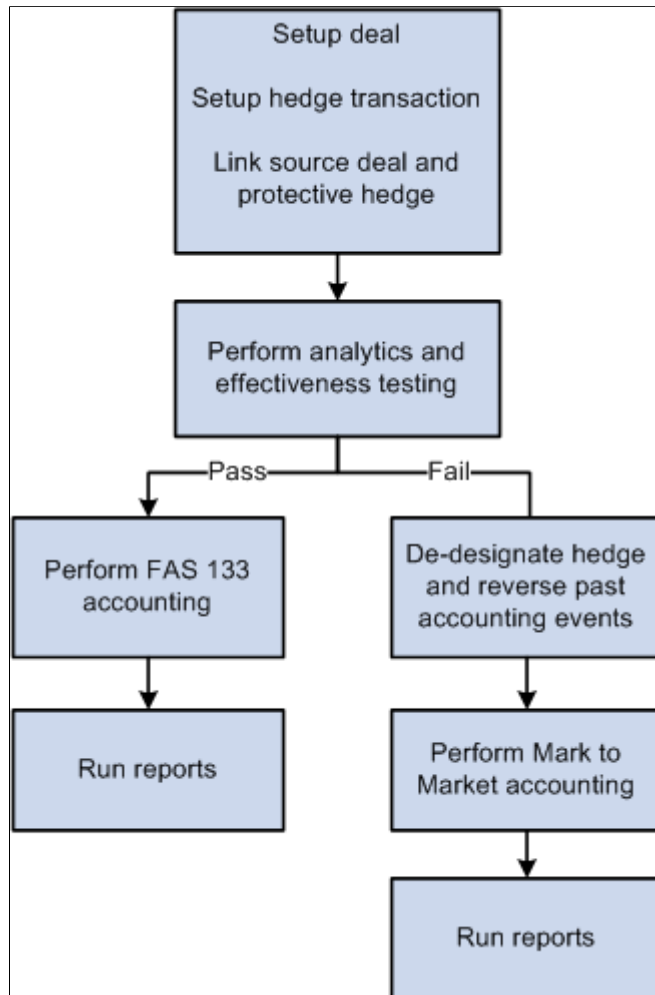 Setup deal
Setup hedge transaction
Link source deal and
protective hedge
Perform analytics and
effectiveness testing
Pass
Fail
Perform FAS 133
accounting
De-designate hedge
and reverse past
accounting events
Run reports
Perform Mark to
Market accounting
Run reports